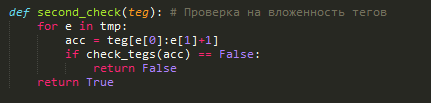 def second_check(teg): # Проверка на вложенность тегов
    for e in tmp:
        acc = teg[e[0]:e[1]+1]
        if check_tegs(acc) == False:
            return False
    return True